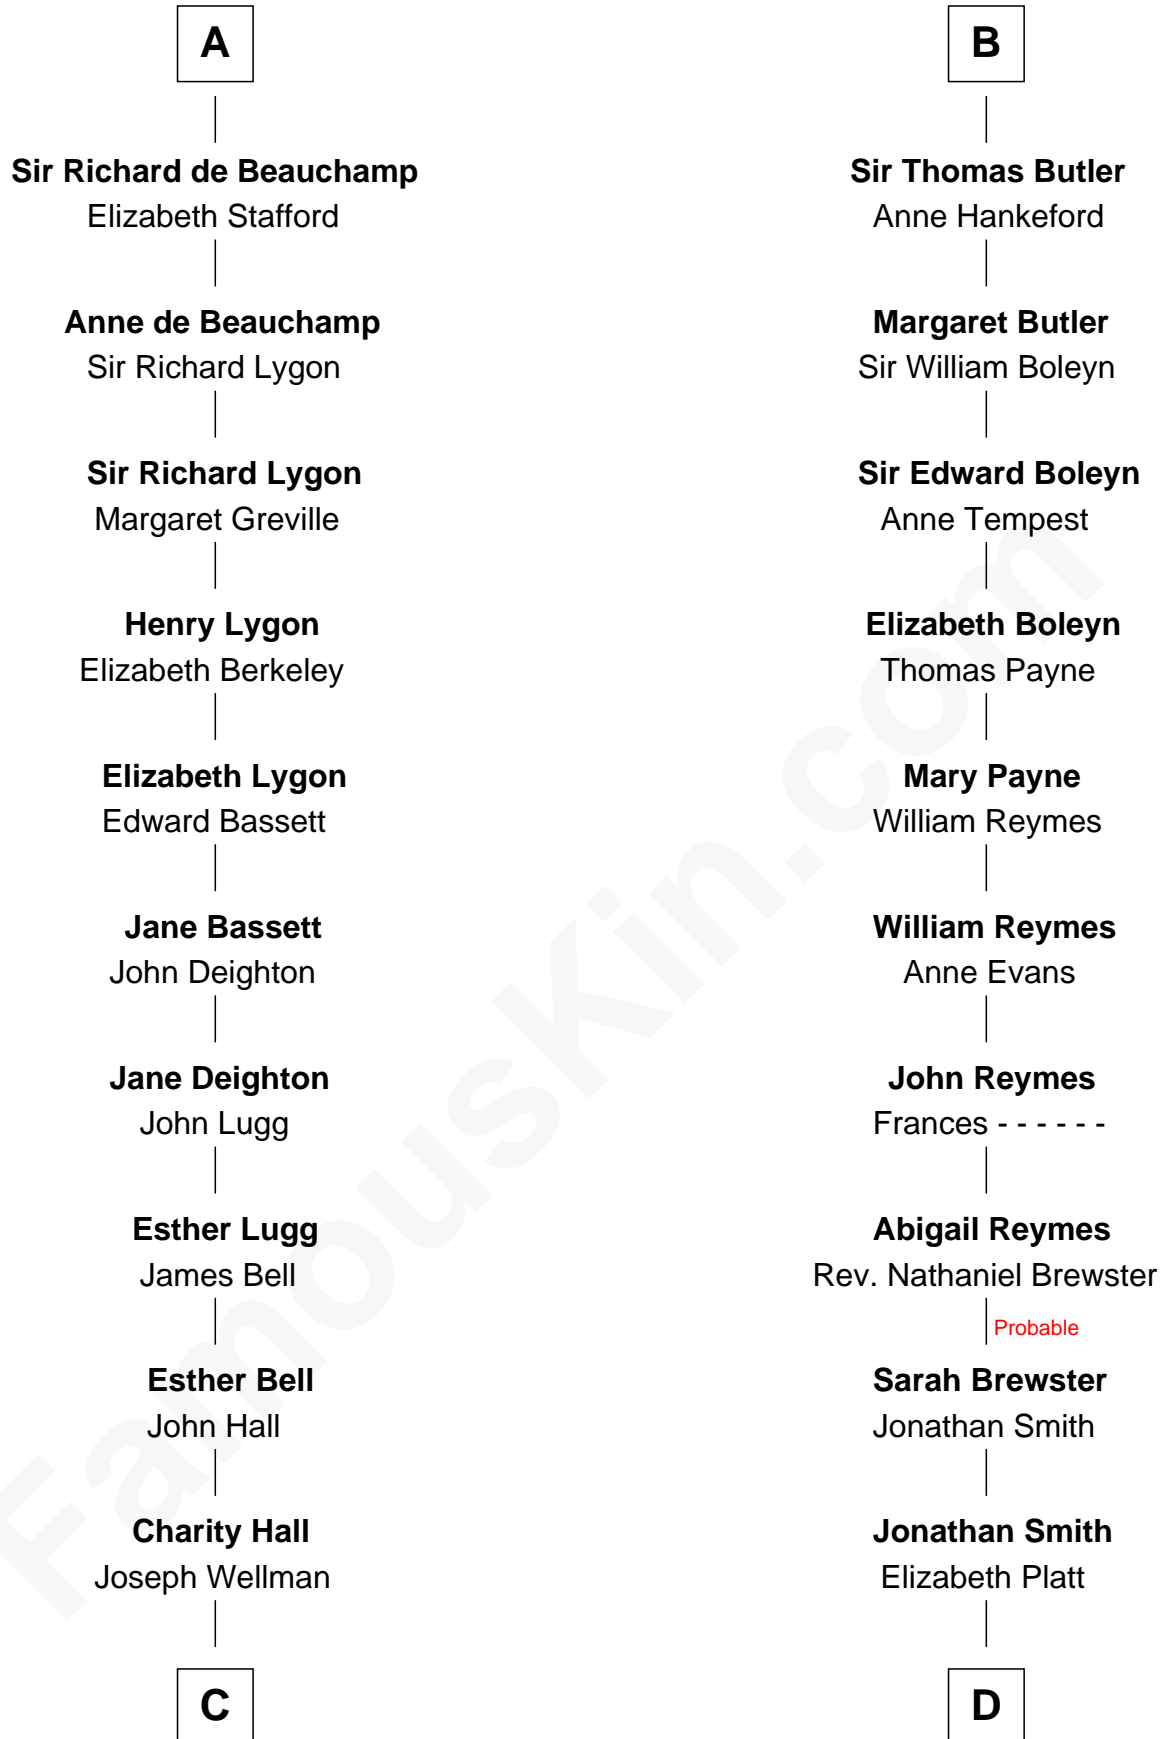 A
Sir Richard de Beauchamp
Elizabeth Stafford
Anne de Beauchamp
Sir Richard Lygon
Sir Richard Lygon
Margaret Greville
Henry Lygon
Elizabeth Berkeley
Elizabeth Lygon
Edward Bassett
Jane Bassett
John Deighton
Jane Deighton
John Lugg
Esther Lugg
James Bell
Esther Bell
John Hall
Charity Hall
Joseph Wellman
C
B
Sir Thomas Butler
Anne Hankeford
Margaret Butler
Sir William Boleyn
Sir Edward Boleyn
Anne Tempest
Elizabeth Boleyn
Thomas Payne
Mary Payne
William Reymes
William Reymes
Anne Evans
John Reymes
Frances - - - - - -
Abigail Reymes
Rev. Nathaniel Brewster
Probable
Sarah Brewster
Jonathan Smith
Jonathan Smith
Elizabeth Platt
D
FamousKin.com